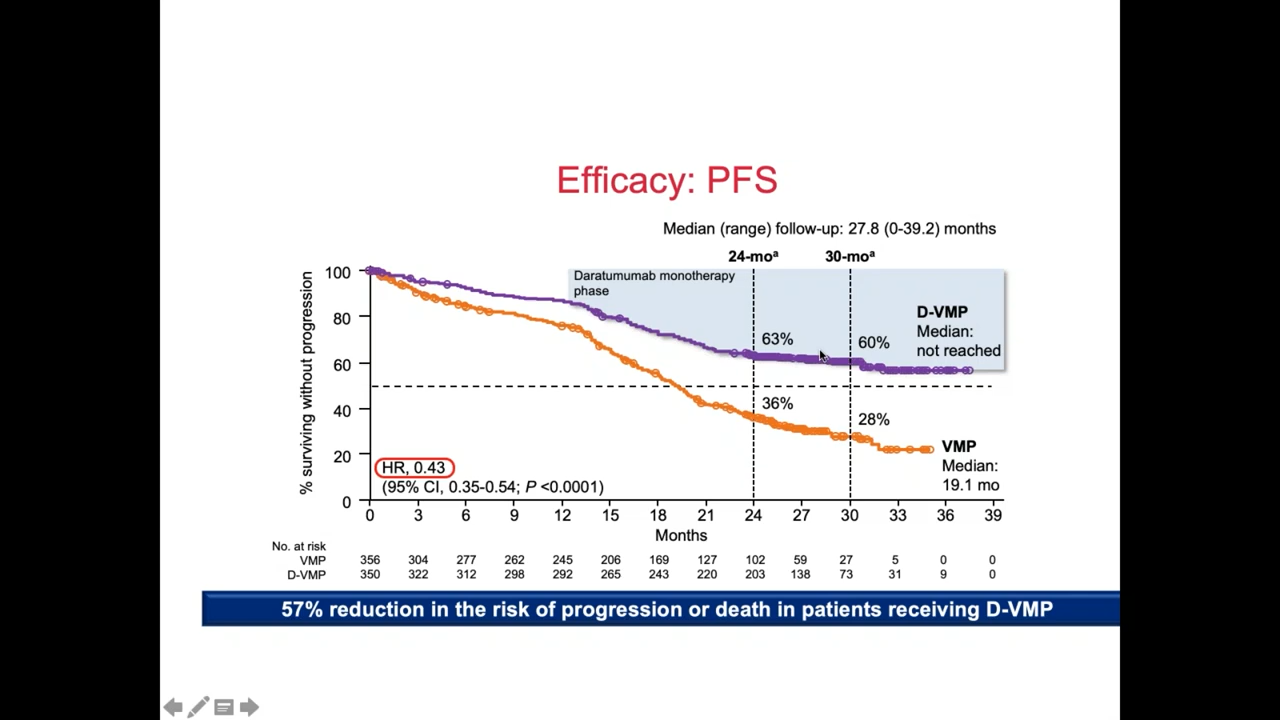 Efficacy: PFS
Median (range) follow-up: 27.8 (0-39.2) months
24-moᵃ 30-moᵃ
% surviving without progression
100
80
60
40
20
0
Daratumumab monotherapy
phase
63%
60%
D-VMP
Median:
not reached
36%
28%
VMP
Median:
19.1 mo
HR, 0.43
(95% CI, 0.35-0.54; P <0.0001)
0 3 6 9 12 15 18 21 24 27 30 33 36 39
Months
No. at risk
VMP 356 304 277 262 245 206 169 127 102 59 27 5 0 0
D-VMP 350 322 312 298 292 265 243 220 203 138 73 31 9 0
57% reduction in the risk of progression or death in patients receiving D-VMP